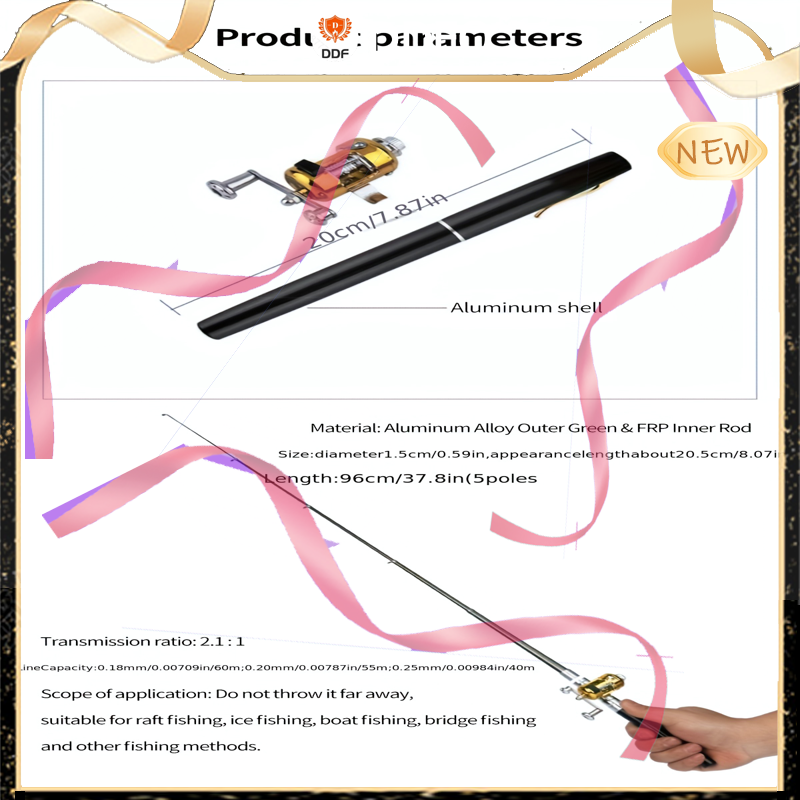 Product parameters
DDF
NEW
20cm/7.87in
Aluminum shell
Material: Aluminum Alloy Outer Green & FRP Inner Rod
Size:diameter1.5cm/0.59in,appearancelengthabout20.5cm/8.07i
Length:96cm/37.8in(5poles
Transmission ratio: 2.1 : 1
LineCapacity:0.18mm/0.00709in/60m;0.20mm/0.00787in/55m;0.25mm/0.00984in/40m
Scope of application: Do not throw it far away,
suitable for raft fishing, ice fishing, boat fishing, bridge fishing
and other fishing methods.